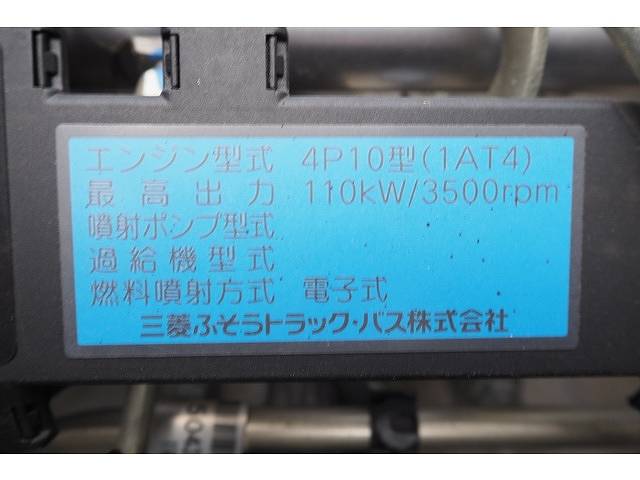 エンジン型式 4P10型(1AT4)
最高出力 110kW/3500rpm
噴射ポンプ型式
過給機型式
燃料噴射方式 電子式
三菱ふそうトラック・バス株式会社